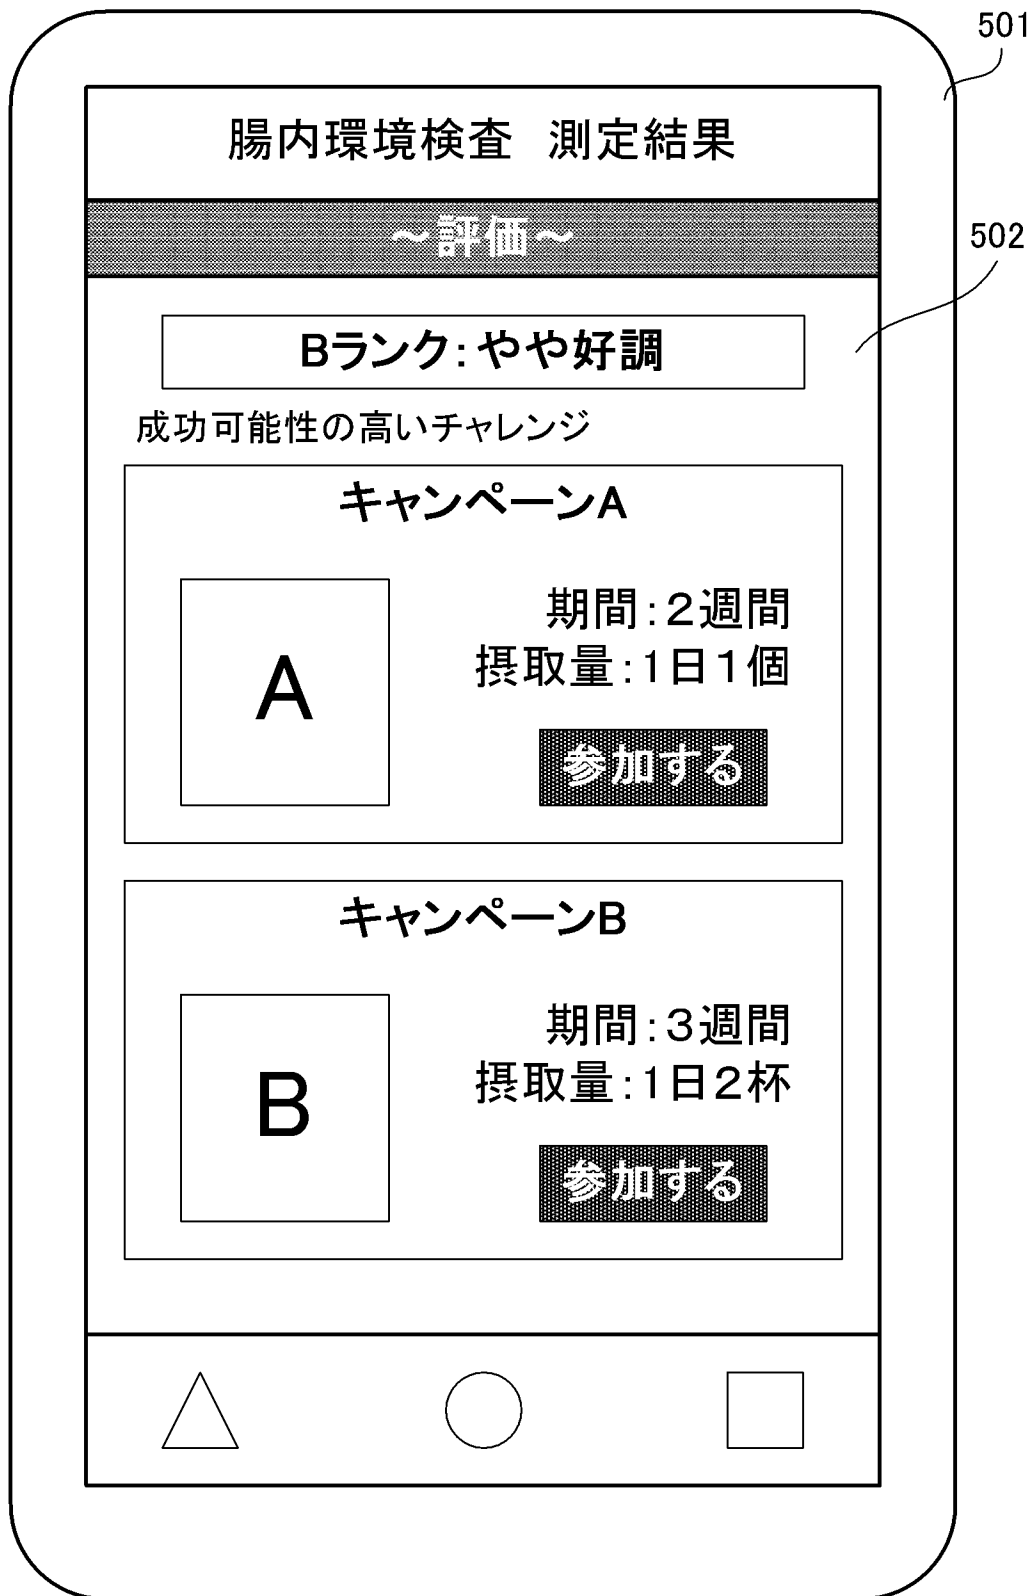 501
腸内環境検査 測定結果
～評価～
502
Bランク：やや好調
成功可能性の高いチャレンジ
キャンペーンA
A
期間：２週間
摂取量：１日１個
参加する
キャンペーンB
B
期間：３週間
摂取量：１日２杯
参加する